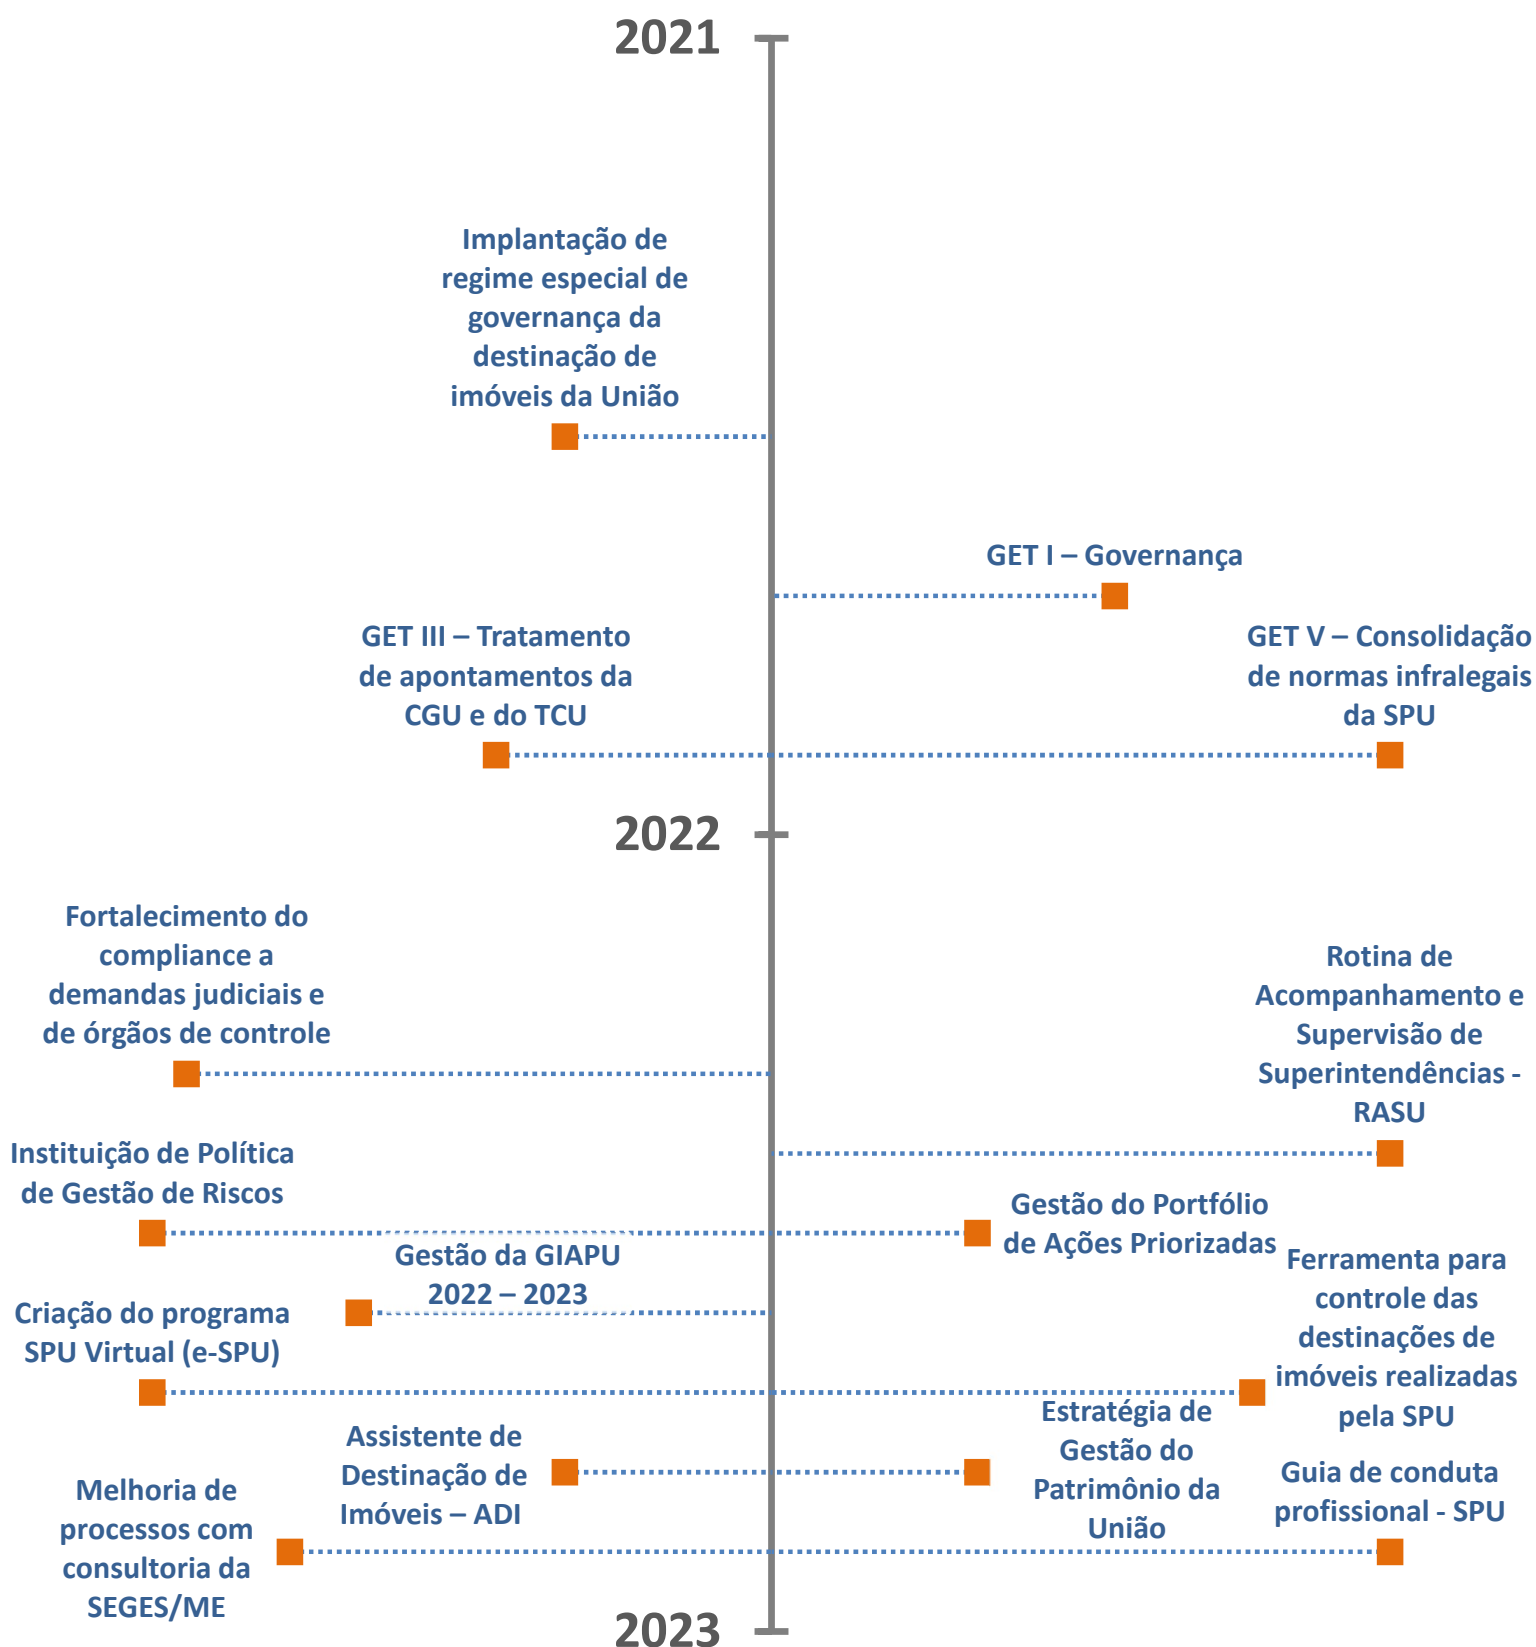 2021
Implantação de
regime especial de
governança da
destinação de
imóveis da União
GET I – Governança
GET III – Tratamento
de apontamentos da
CGU e do TCU
GET V – Consolidação
de normas infralegais
da SPU
2022
Fortalecimento do
compliance a
demandas judiciais e
de órgãos de controle
Rotina de
Acompanhamento e
Supervisão de
Superintendências -
RASU
Instituição de Política
de Gestão de Riscos
Gestão do Portfólio
de Ações Priorizadas
Gestão da GIAPU
2022 – 2023
Criação do programa
SPU Virtual (e-SPU)
Ferramenta para
controle das
destinações de
imóveis realizadas
pela SPU
Assistente de
Destinação de
Imóveis – ADI
Estratégia de
Gestão do
Patrimônio da
União
Melhoria de
processos com
consultoria da
SEGES/ME
Guia de conduta
profissional - SPU
2023